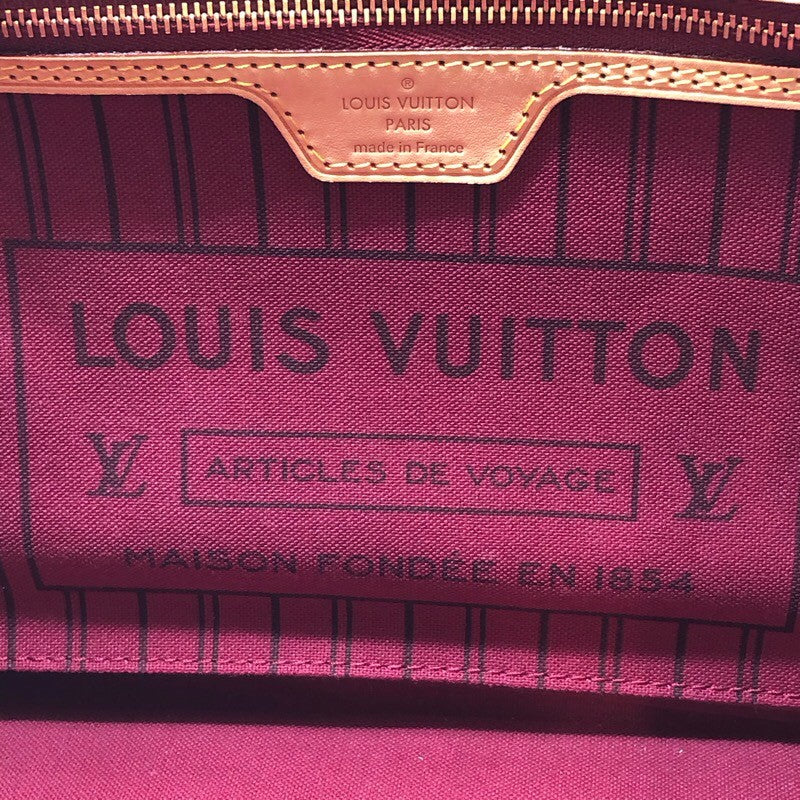 ®
LOUIS VUITTON
PARIS
made in France
LOUIS VUITTON
LV ARTICLES DE VOYAGE LV
MAISON FONDÉE EN 1854